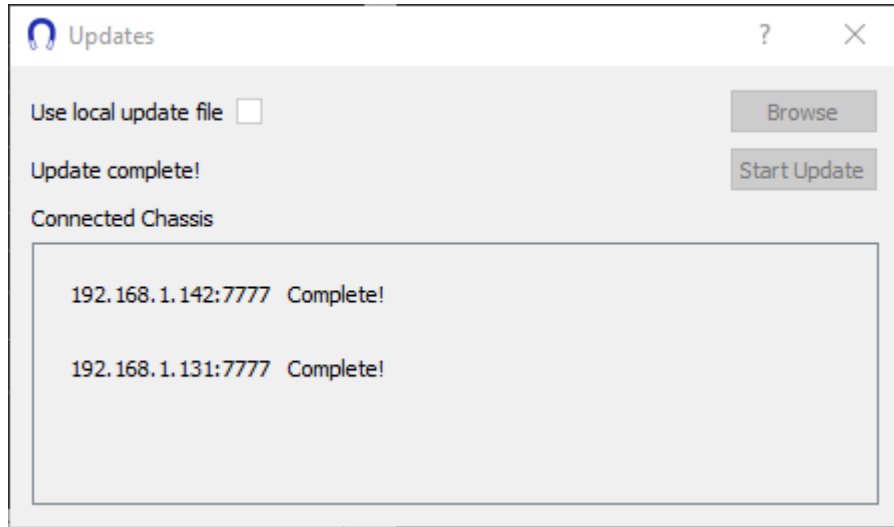 Updates
Use local update file Browse
Update complete! Start Update
Connected Chassis
192.168.1.142:7777 Complete!
192.168.1.131:7777 Complete!